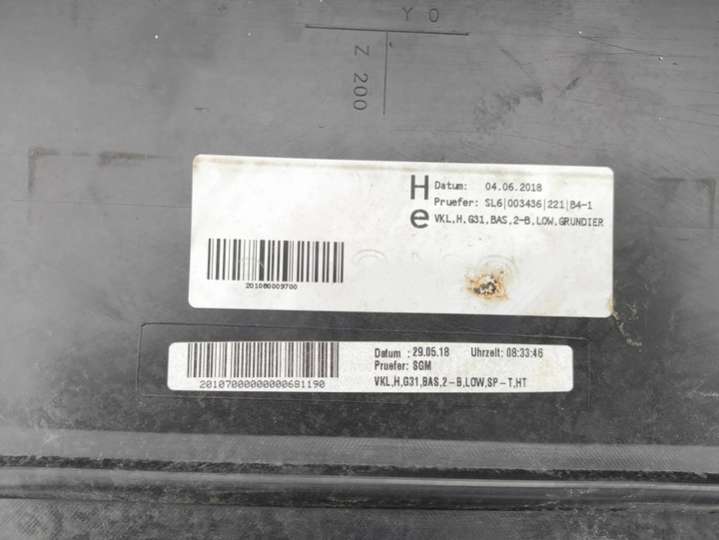 Y 0
Z 200
H
e
Datum: 04.06.2018
Pruefer: SL6|003436|221|84-1
VKL,H,G31,BAS,2-B,LOW,GRUNDIER
201080009700
Datum : 29.05.18 Uhrzeit: 08:33:46
Pruefer: SGM
VKL,H,G31,BAS,2-B,LOW,SP-T,HT
20107000000000681190